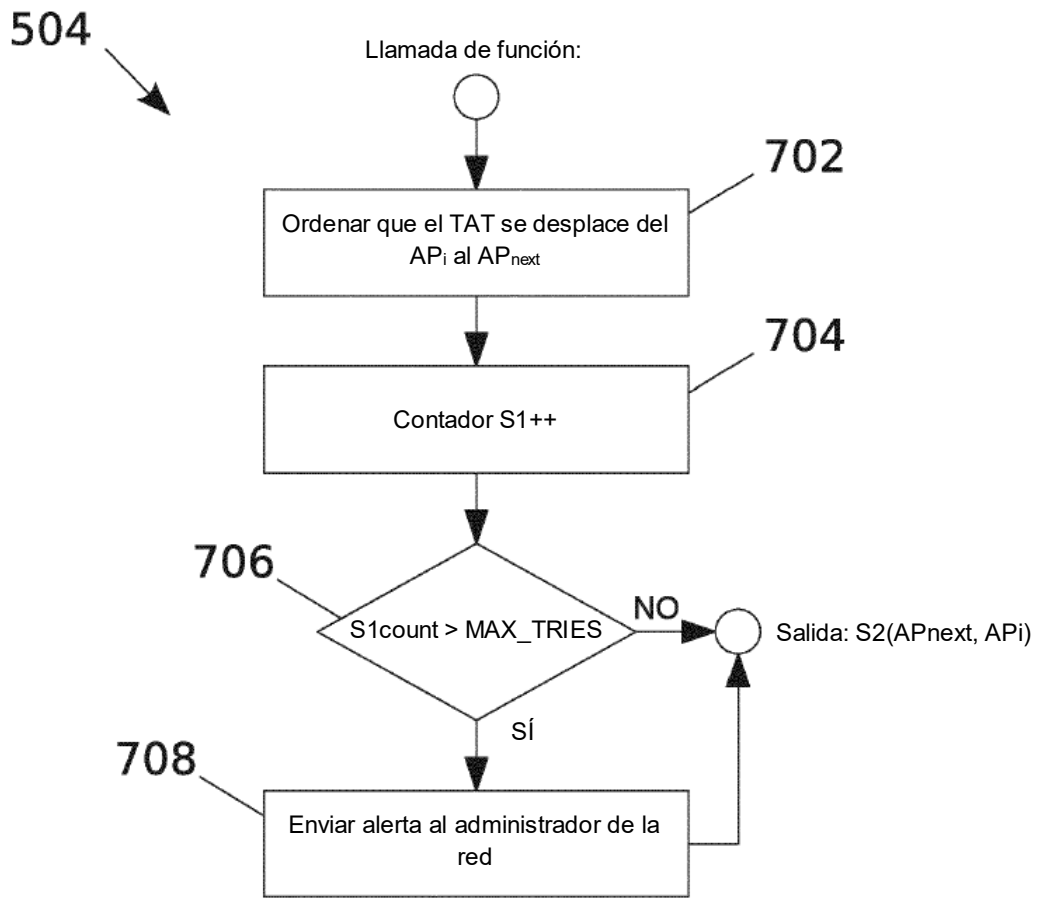 504
Llamada de función:
702
Ordenar que el TAT se desplace del
APi al APnext
704
Contador S1++
706
S1count > MAX_TRIES
NO
Salida: S2(APnext, APi)
SÍ
708
Enviar alerta al administrador de la
red